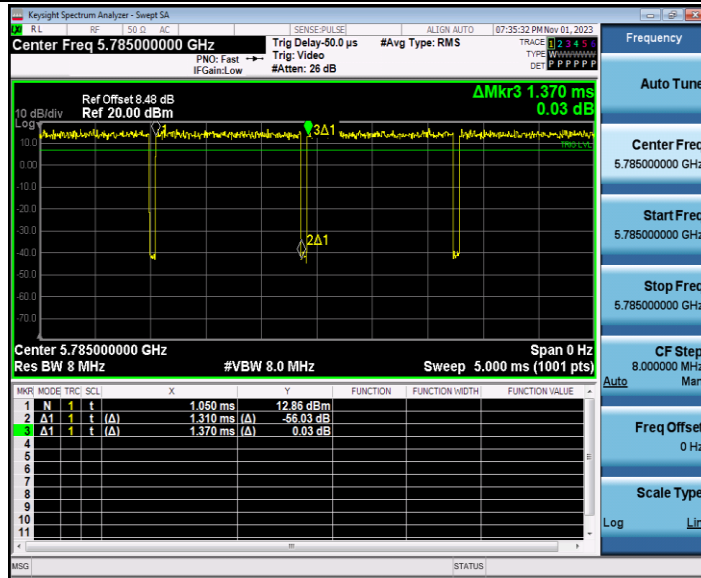 Keysight Spectrum Analyzer - Swept SA
RL RF 50 Ω AC SENSE:PULSE ALIGN AUTO 07:35:32 PM Nov 01, 2023
Center Freq 5.785000000 GHz
PNO: Fast
IFGain:Low
Trig Delay-50.0 µs
Trig: Video
#Atten: 26 dB
#Avg Type: RMS
TRACE 1 2 3 4 5 6
TYPE WWWWWW
DET P P P P P P
ΔMkr3 1.370 ms
0.03 dB
Ref Offset 8.48 dB
10 dB/div Ref 20.00 dBm
Log
3Δ1
TRIG LVL
10.0
0.00
-10.0
-20.0
-30.0
2Δ1
-40.0
-50.0
-60.0
-70.0
Center 5.785000000 GHz Span 0 Hz
Res BW 8 MHz #VBW 8.0 MHz Sweep 5.000 ms (1001 pts)
MKR MODE TRC SCL X Y FUNCTION FUNCTION WIDTH FUNCTION VALUE
1 N 1 t 1.050 ms 12.86 dBm
2 Δ1 1 t (Δ) 1.310 ms (Δ) -56.03 dB
3 Δ1 1 t (Δ) 1.370 ms (Δ) 0.03 dB
4
5
6
7
8
9
10
11
MSG STATUS
Frequency
Auto Tune
Center Freq
5.785000000 GHz
Start Freq
5.785000000 GHz
Stop Freq
5.785000000 GHz
CF Step
8.000000 MHz
Auto Man
Freq Offset
0 Hz
Scale Type
Log Lin